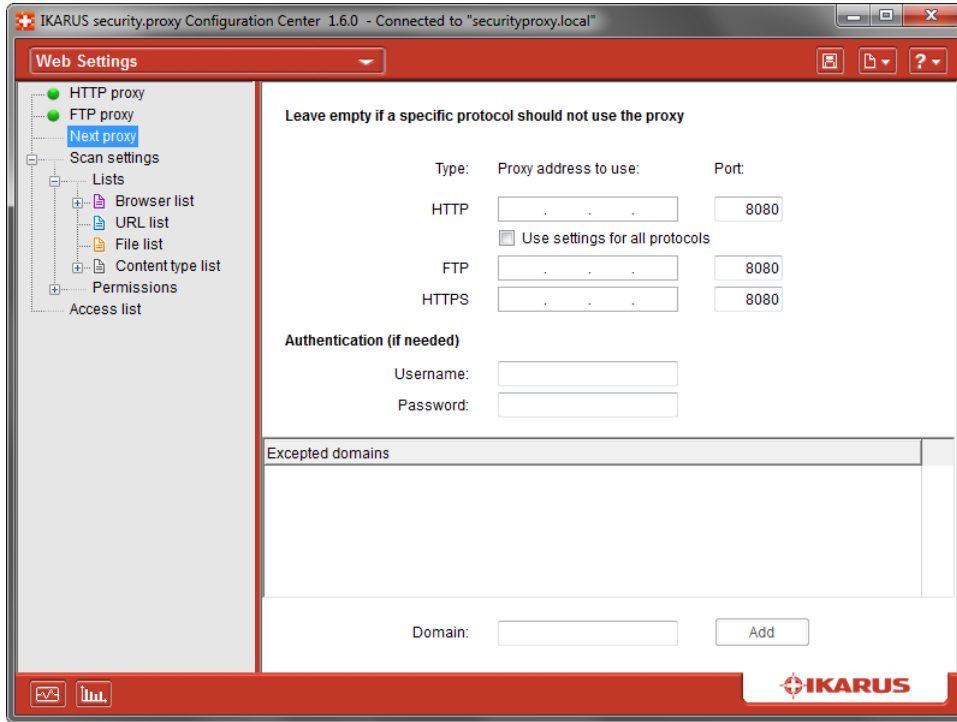 IKARUS security.proxy Configuration Center 1.6.0 - Connected to "securityproxy.local"
Web Settings
HTTP proxy
FTP proxy
Next proxy
Scan settings
Lists
Browser list
URL list
File list
Content type list
Permissions
Access list
Leave empty if a specific protocol should not use the proxy
Type: Proxy address to use: Port:
HTTP . . . 8080
Use settings for all protocols
FTP . . . 8080
HTTPS . . . 8080
Authentication (if needed)
Username:
Password:
Excepted domains
Domain: Add
IKARUS